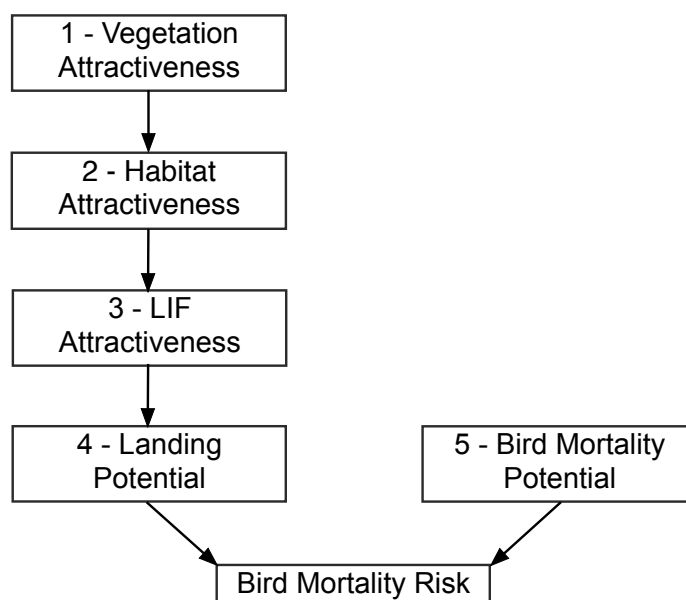 1 - Vegetation
Attractiveness
2 - Habitat
Attractiveness
3 - LIF
Attractiveness
4 - Landing
Potential
5 - Bird Mortality
Potential
Bird Mortality Risk